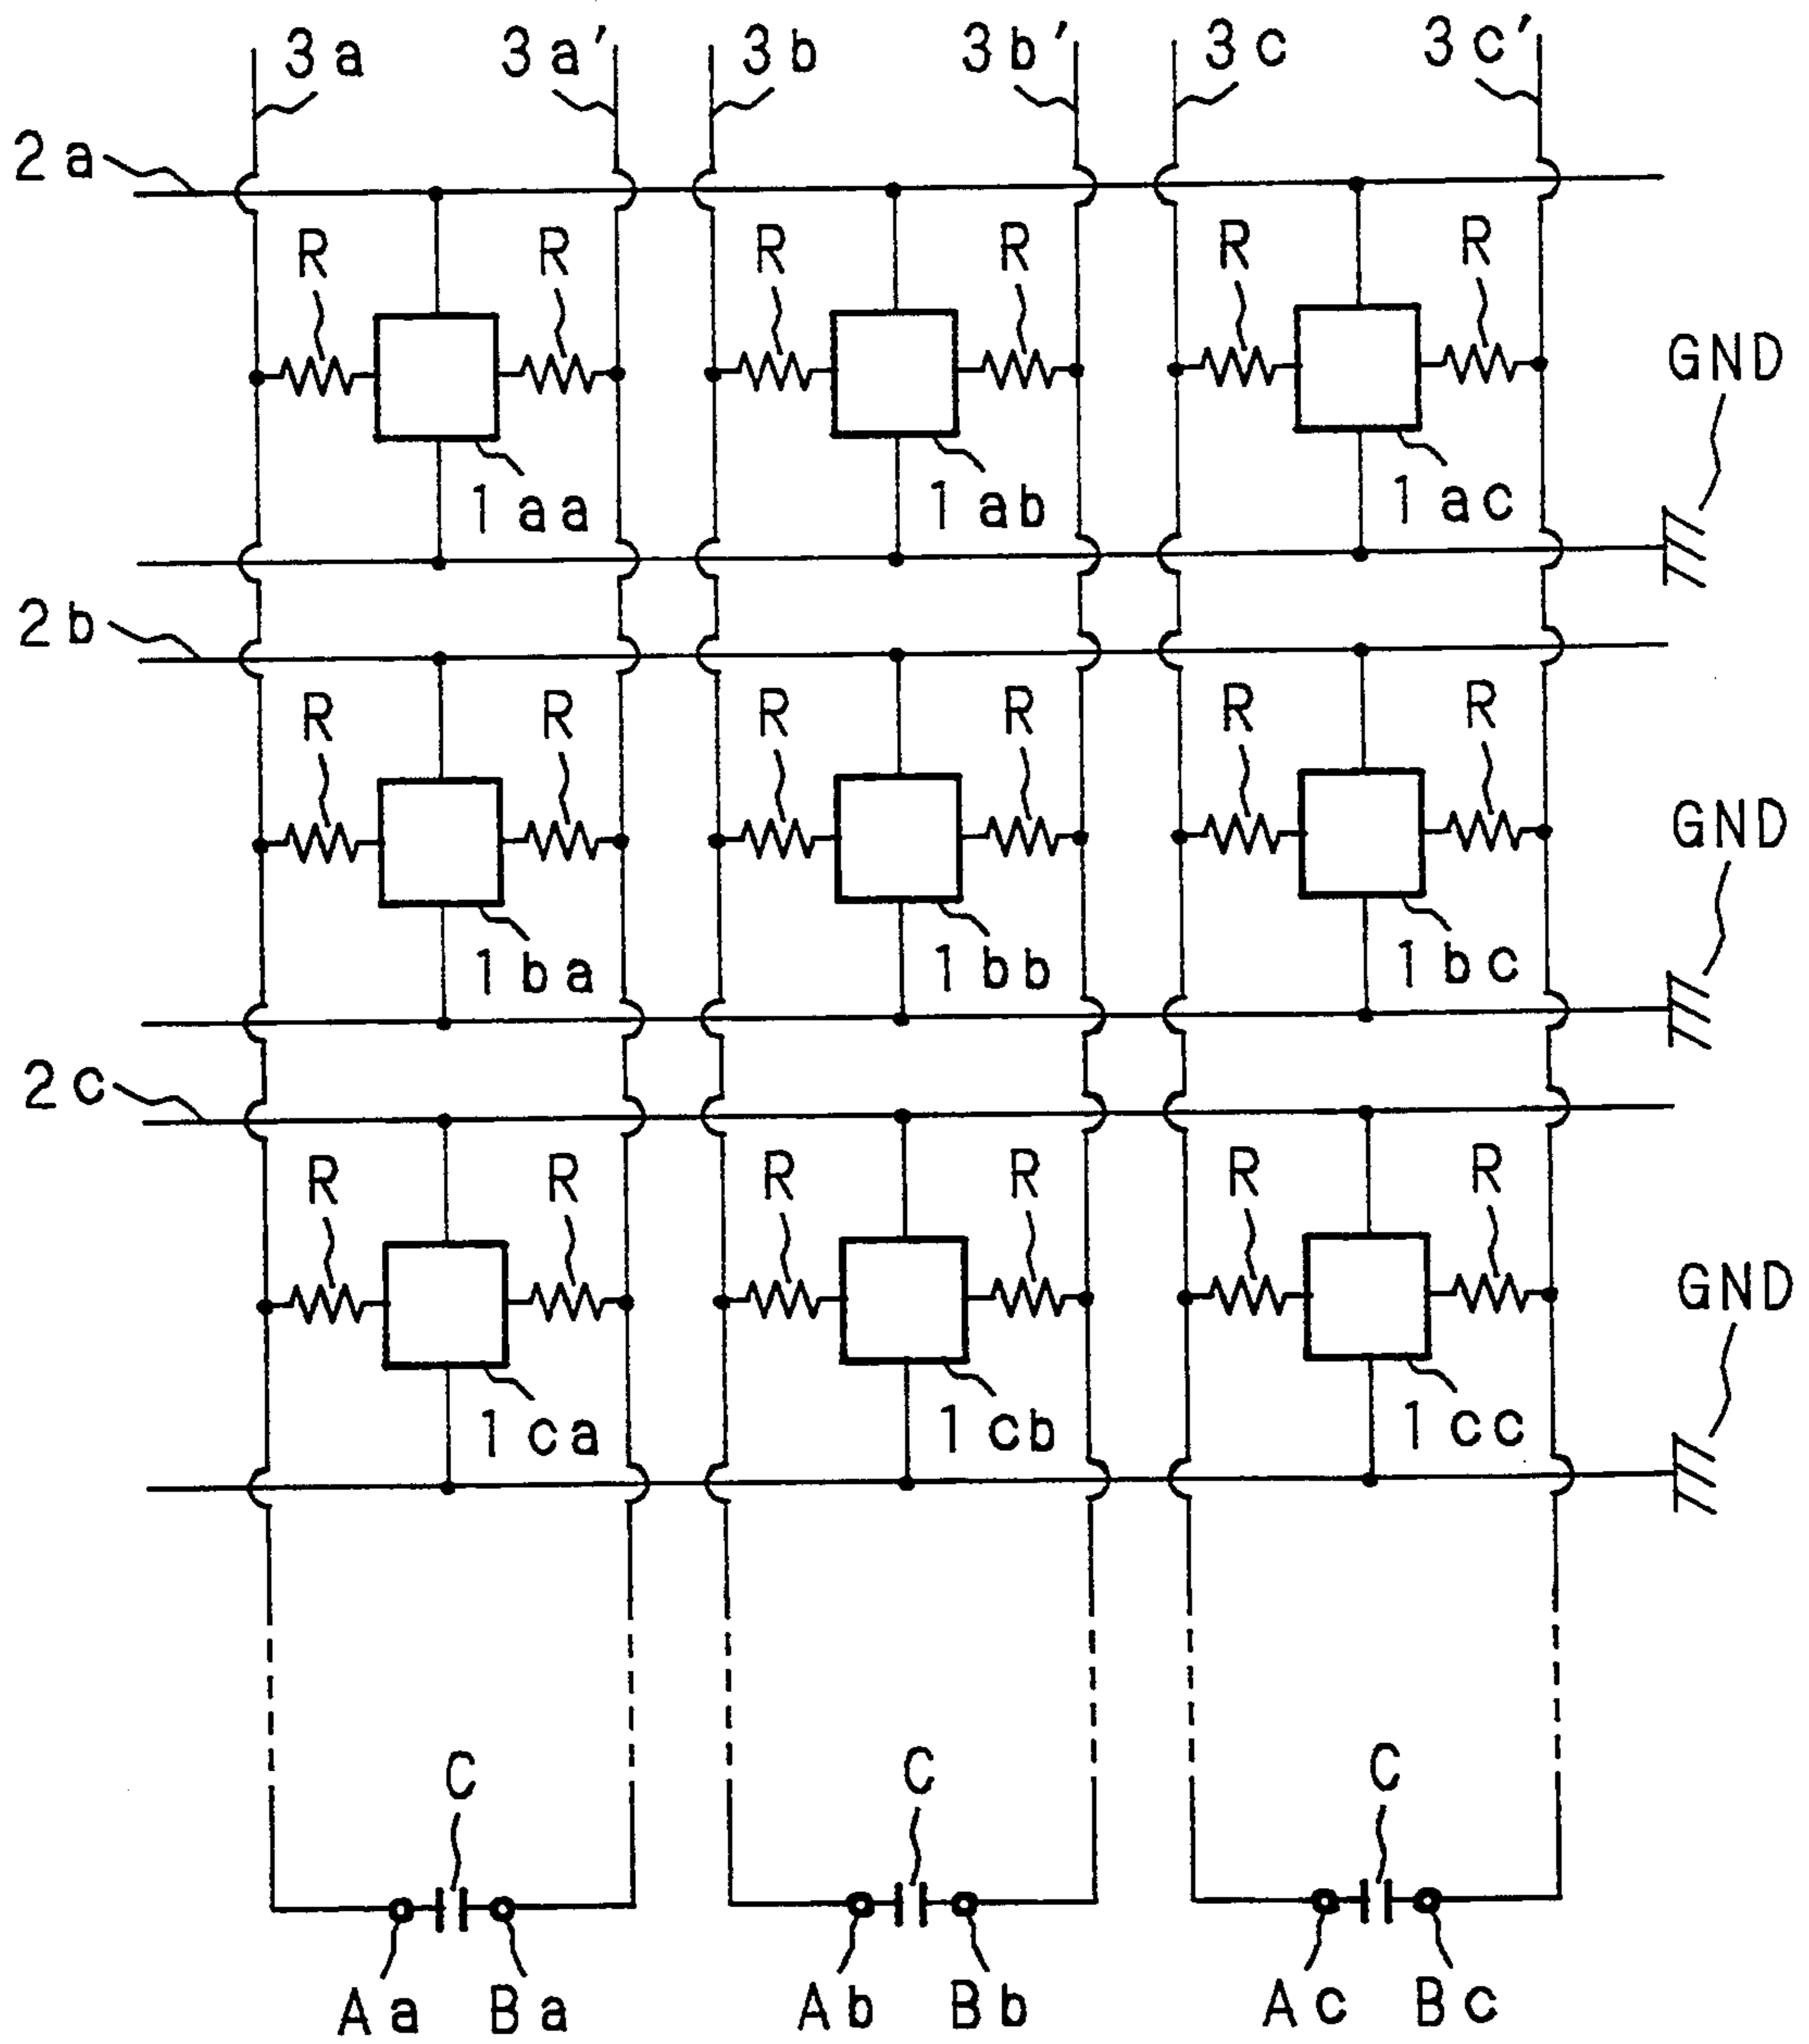 3a 3a' 3b 3b' 3c 3c'
2a
R R R R R R
GND
1aa 1ab 1ac
2b
R R R R R R
GND
1ba 1bb 1bc
2c
R R R R R R
GND
1ca 1cb 1cc
C C C
Aa Ba Ab Bb Ac Bc